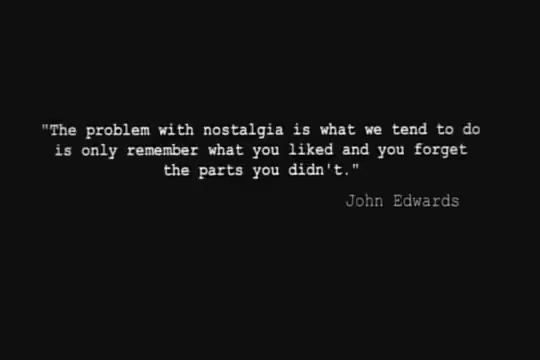 "The problem with nostalgia is what we tend to do
is only remember what you liked and you forget
the parts you didn't."
John Edwards